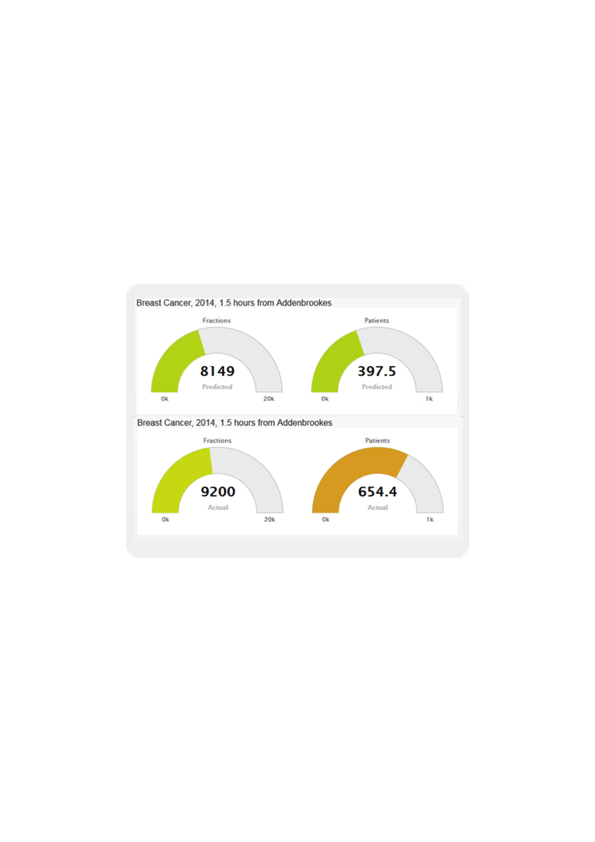 Breast Cancer, 2014, 1.5 hours from Addenbrookes
Fractions Patients
8149 397.5
Predicted Predicted
0k 20k 0k 1k
Breast Cancer, 2014, 1.5 hours from Addenbrookes
Fractions Patients
9200 654.4
Actual Actual
0k 20k 0k 1k